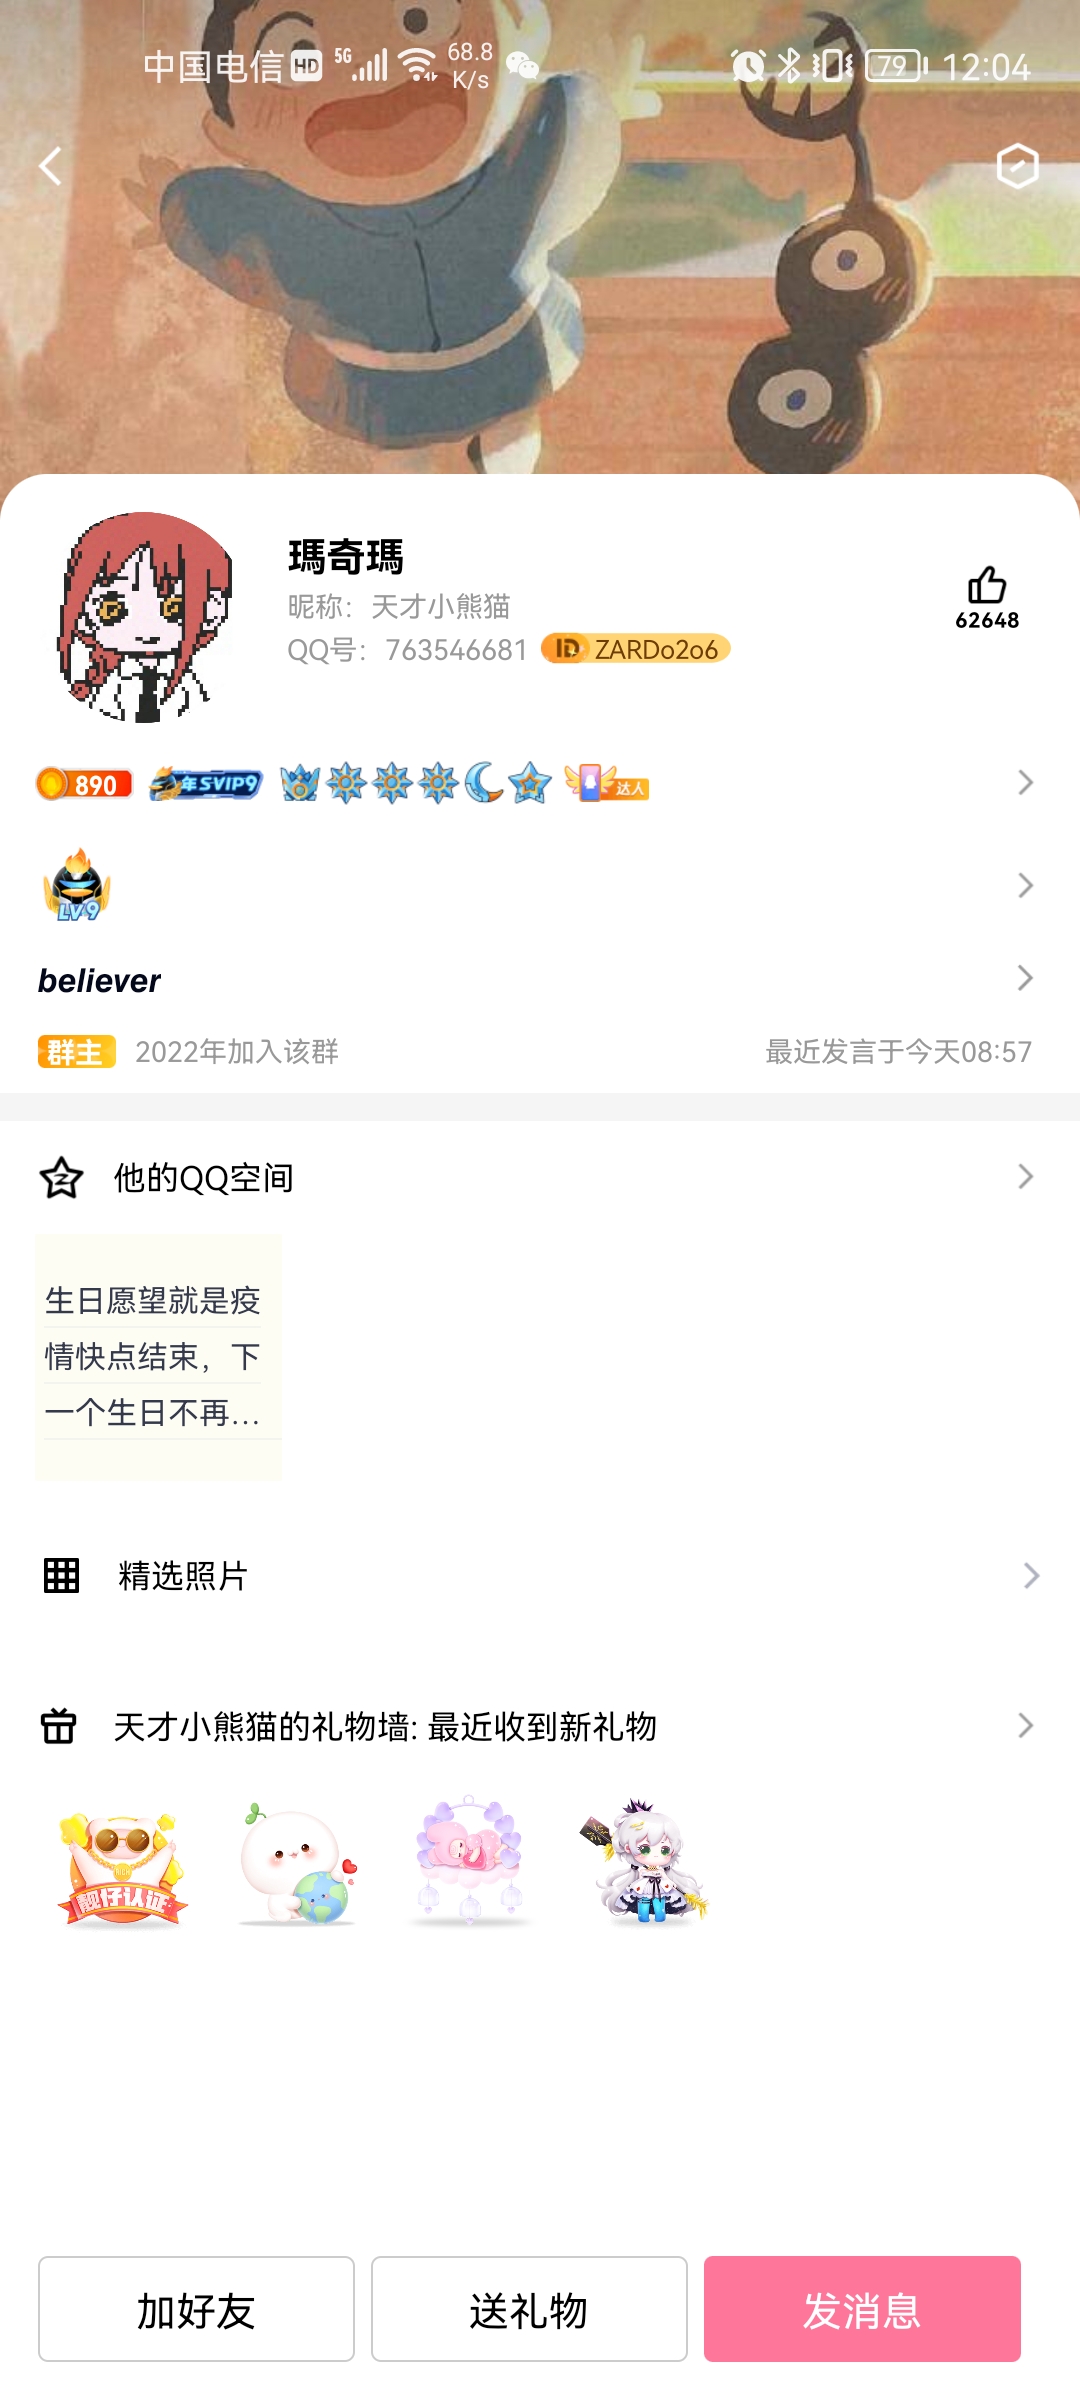 中国电信 HD 5G 68.8 K/s 79 12:04
瑪奇瑪
昵称：天才小熊猫
62648
QQ号：763546681 ID ZARDo2o6
890 年SVIP9 达人
LV9
believer
群主 2022年加入该群 最近发言于今天08:57
他的QQ空间
生日愿望就是疫
情快点结束，下
一个生日不再...
精选照片
天才小熊猫的礼物墙: 最近收到新礼物
靓仔认证
加好友 送礼物 发消息